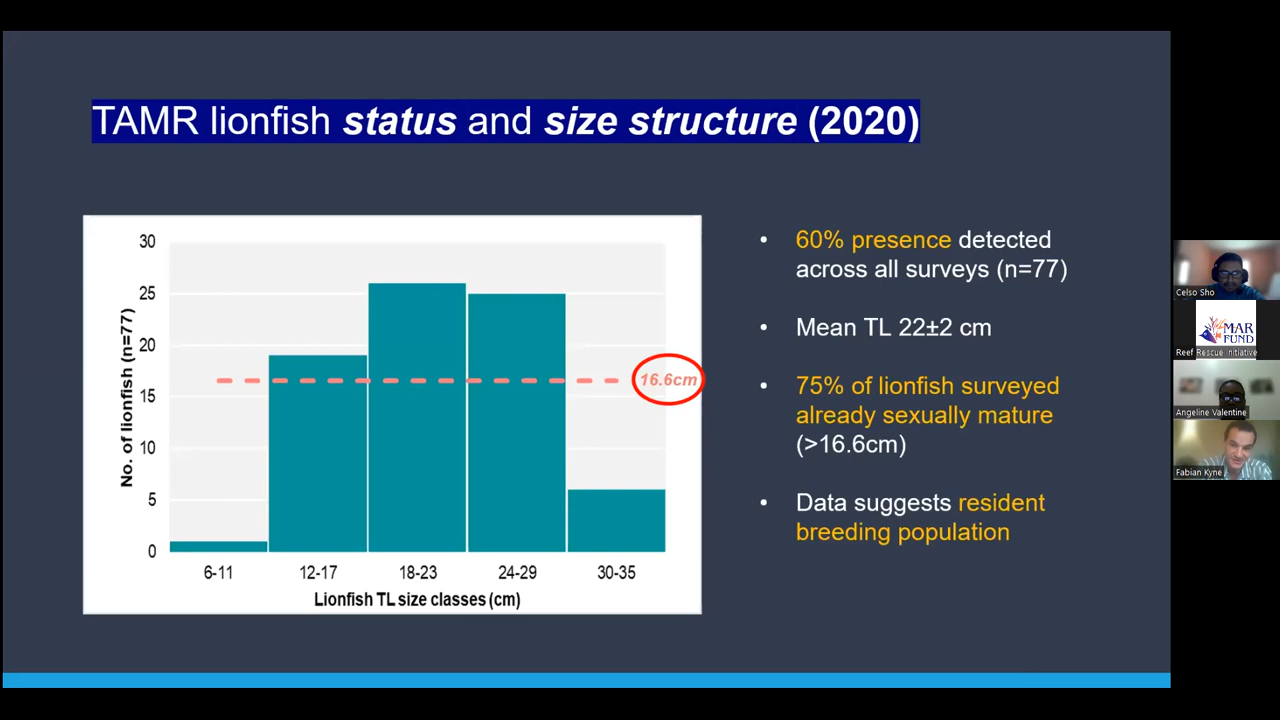 TAMR lionfish status and size structure (2020)
30
25
20
15
10
5
0
No. of lionfish (n=77)
16.6cm
6-11 12-17 18-23 24-29 30-35
Lionfish TL size classes (cm)
• 60% presence detected
across all surveys (n=77)
• Mean TL 22±2 cm
• 75% of lionfish surveyed
already sexually mature
(>16.6cm)
• Data suggests resident
breeding population
Celso Sho
MAR
FUND
Reef Rescue Initiative
Angeline Valentine
Fabian Kyne